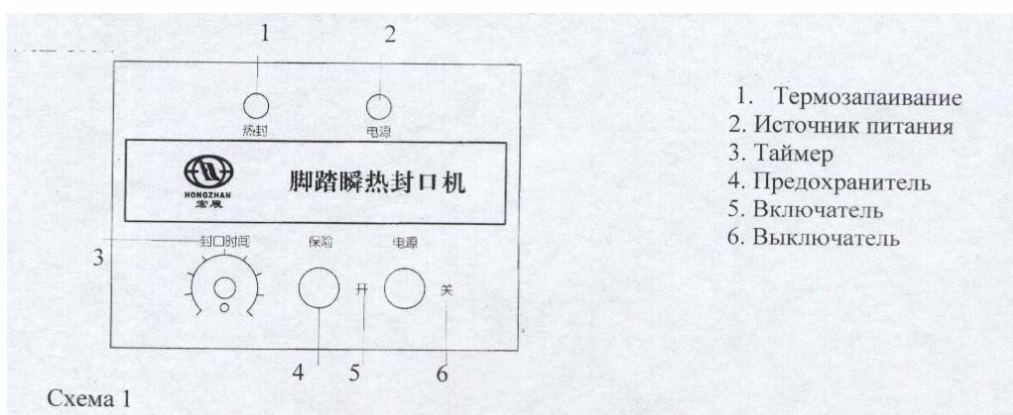 1
2
热封
电源
HONGZHAN
宏展
脚踏瞬热封口机
3
封口时间
保险
电源
开
关
4
5
6
Схема 1
1. Термозапаивание
2. Источник питания
3. Таймер
4. Предохранитель
5. Включатель
6. Выключатель